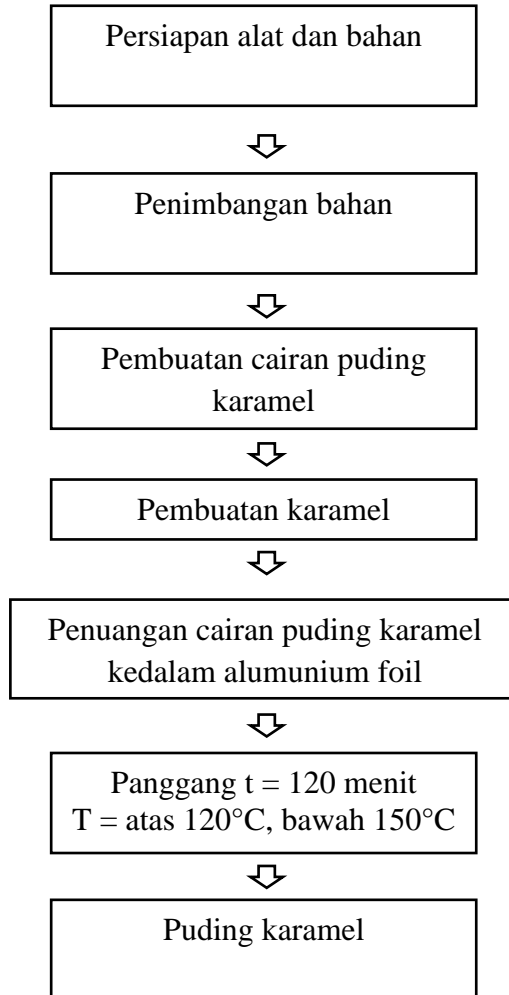 Persiapan alat dan bahan
Penimbangan bahan
Pembuatan cairan puding
karamel
Pembuatan karamel
Penuangan cairan puding karamel
kedalam alumunium foil
Panggang t = 120 menit
T = atas 120°C, bawah 150°C
Puding karamel